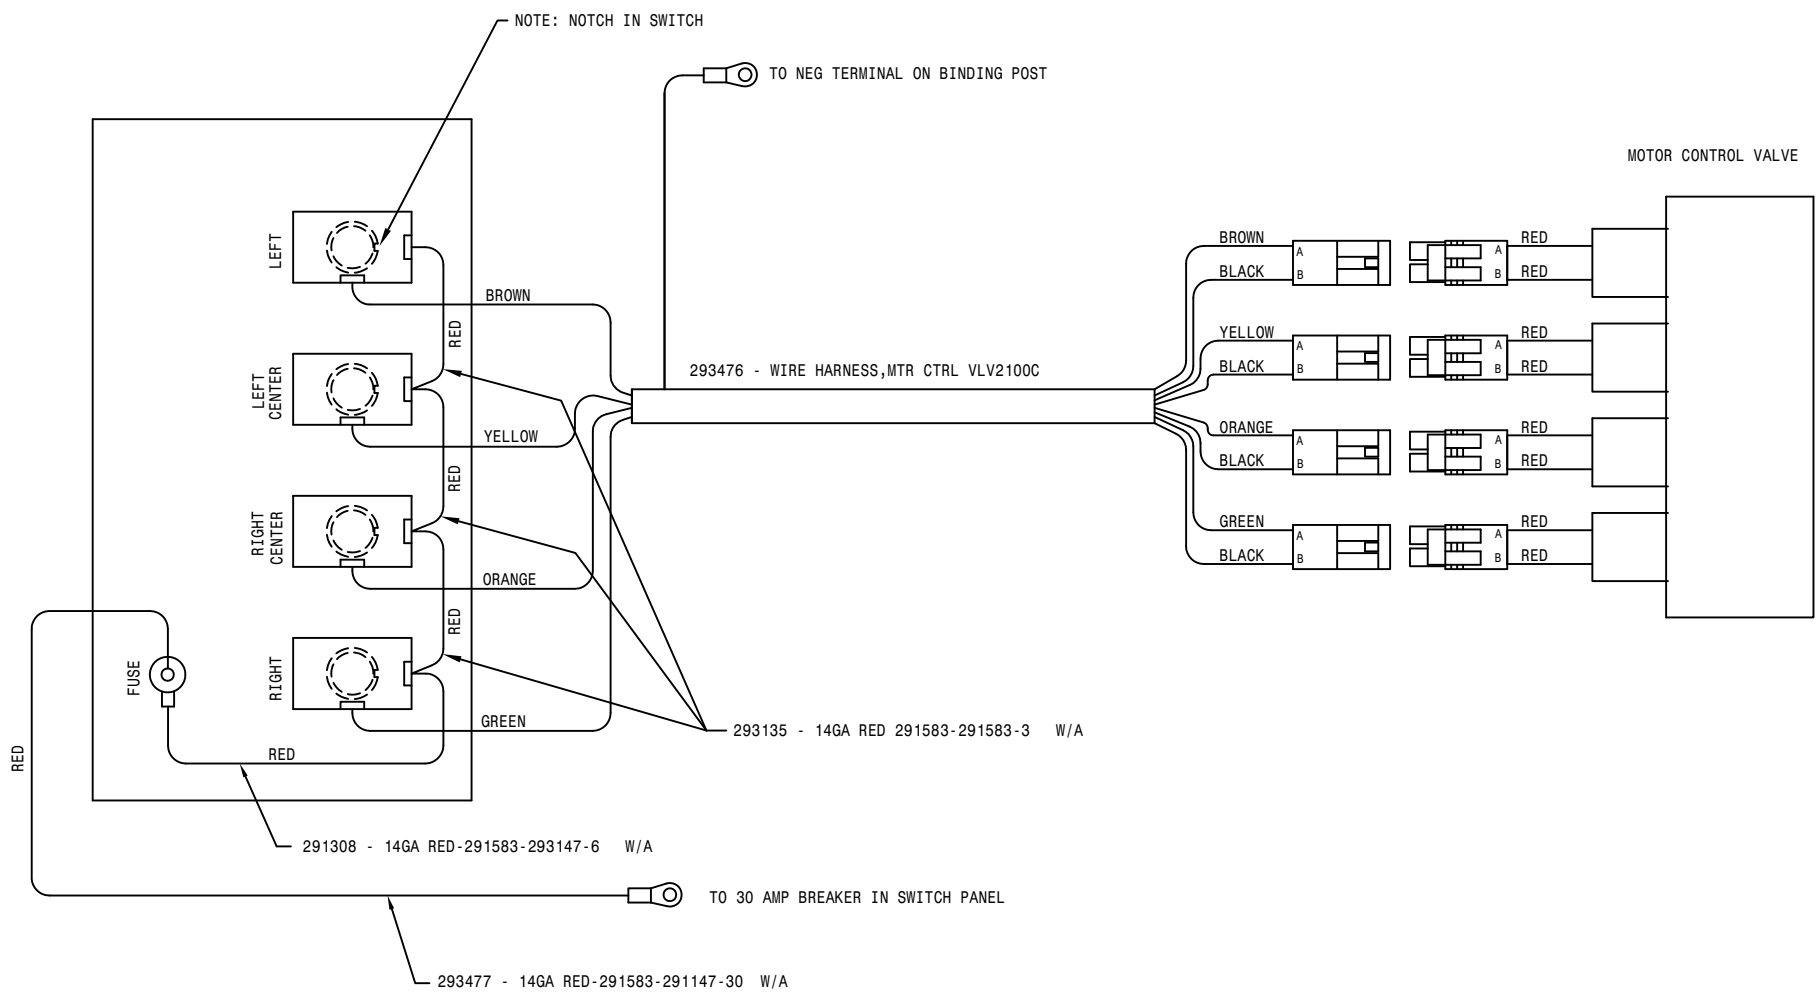 NOTE: NOTCH IN SWITCH
TO NEG TERMINAL ON BINDING POST
MOTOR CONTROL VALVE
LEFT
BROWN
RED
LEFT
CENTER
YELLOW
RED
RIGHT
CENTER
ORANGE
RED
RIGHT
GREEN
FUSE
RED
RED
293476 - WIRE HARNESS,MTR CTRL VLV2100C
BROWN
BLACK
A
B
A
B
RED
RED
YELLOW
BLACK
A
B
A
B
RED
RED
ORANGE
BLACK
A
B
A
B
RED
RED
GREEN
BLACK
A
B
A
B
RED
RED
293135 - 14GA RED 291583-291583-3 W/A
291308 - 14GA RED-291583-293147-6 W/A
TO 30 AMP BREAKER IN SWITCH PANEL
293477 - 14GA RED-291583-291147-30 W/A